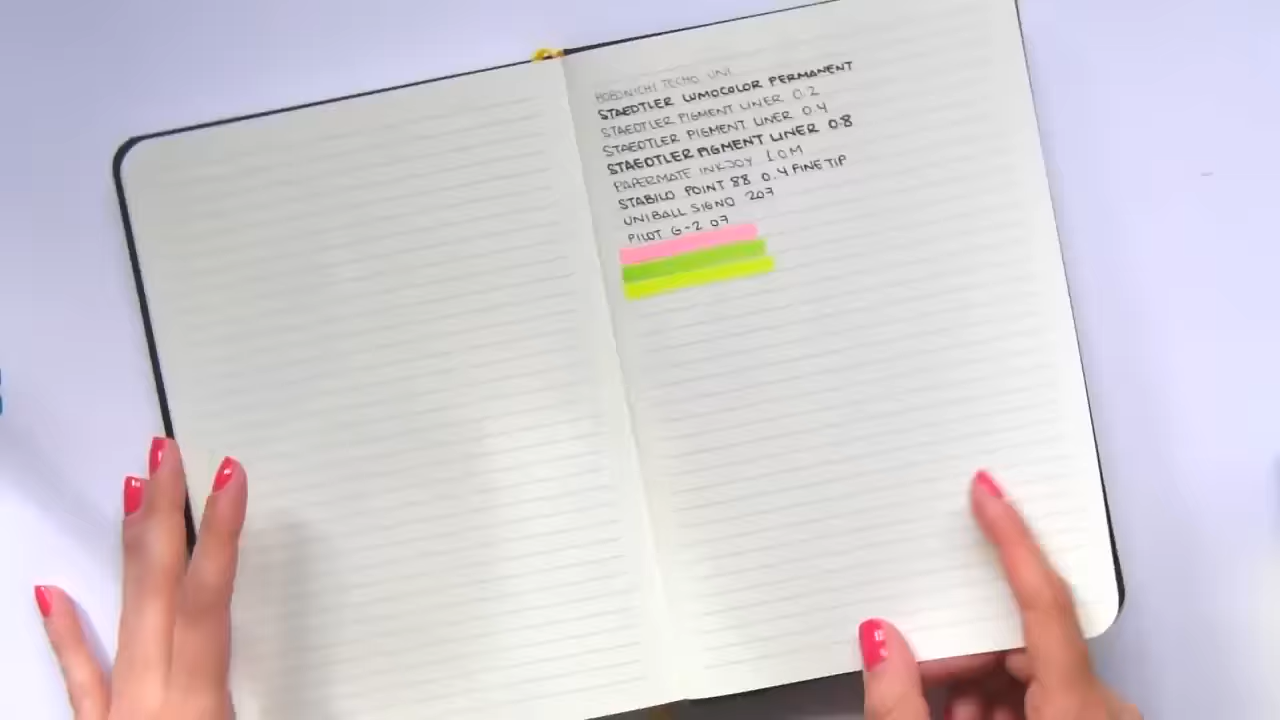 HOBONICHI TECHO UNI
STAEDTLER LUMOCOLOR PERMANENT
STAEDTLER PIGMENT LINER 0.2
STAEDTLER PIGMENT LINER 0.4
STAEDTLER PIGMENT LINER 0.8
PAPERMATE INKJOY 1.0M
STABILO POINT 88 0.4 FINE TIP
UNIBALL SIGNO 207
PILOT G-2 07